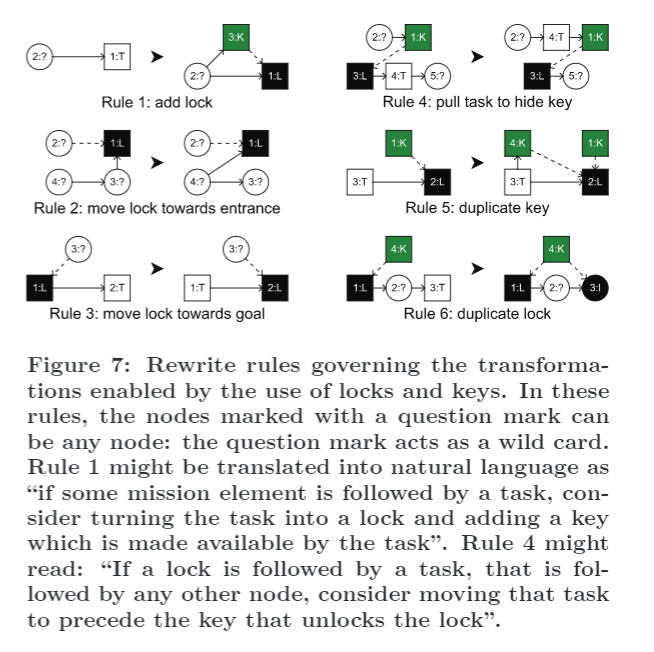 2:?
1:T
3:K
2:?
1:L
Rule 1: add lock
2:?
1:K
3:L
4:T
5:?
2:?
4:T
1:K
3:L
5:?
Rule 4: pull task to hide key
2:?
1:L
4:?
3:?
2:?
1:L
4:?
3:?
Rule 2: move lock towards entrance
1:K
3:T
2:L
4:K
1:K
3:T
2:L
Rule 5: duplicate key
3:?
1:L
2:T
3:?
1:T
2:L
Rule 3: move lock towards goal
4:K
1:L
2:?
3:T
4:K
1:L
2:?
3:l
Rule 6: duplicate lock
Figure 7: Rewrite rules governing the transforma-
tions enabled by the use of locks and keys. In these
rules, the nodes marked with a question mark can
be any node: the question mark acts as a wild card.
Rule 1 might be translated into natural language as
“if some mission element is followed by a task, con-
sider turning the task into a lock and adding a key
which is made available by the task”. Rule 4 might
read: “If a lock is followed by a task, that is fol-
lowed by any other node, consider moving that task
to precede the key that unlocks the lock”.